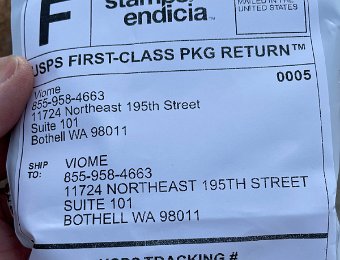 F
stamps
endicia
MAILED IN THE
UNITED STATES
USPS FIRST-CLASS PKG RETURN™
0005
Viome
855-958-4663
11724 Northeast 195th Street
Suite 101
Bothell WA 98011
SHIP
TO:
VIOME
855-958-4663
11724 NORTHEAST 195TH STREET
SUITE 101
BOTHELL WA 98011
USPS TRACKING #